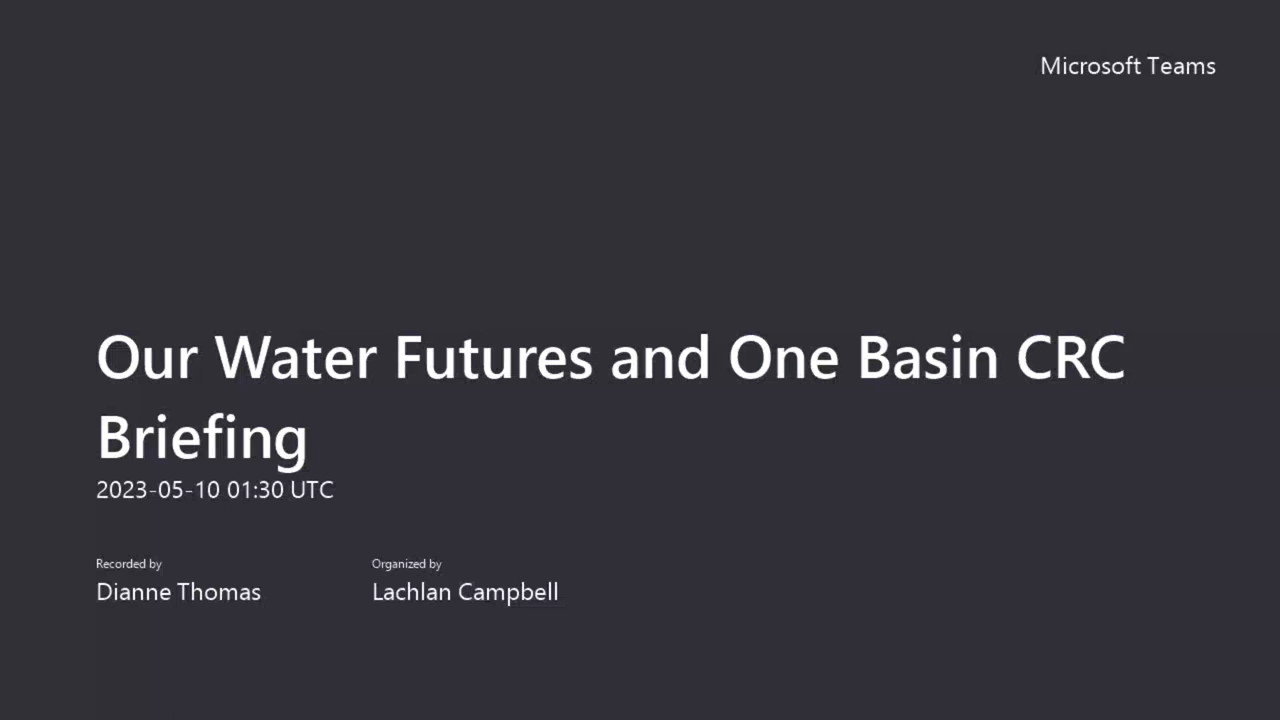 Microsoft Teams
Our Water Futures and One Basin CRC
Briefing
2023-05-10 01:30 UTC
Recorded by
Dianne Thomas
Organized by
Lachlan Campbell